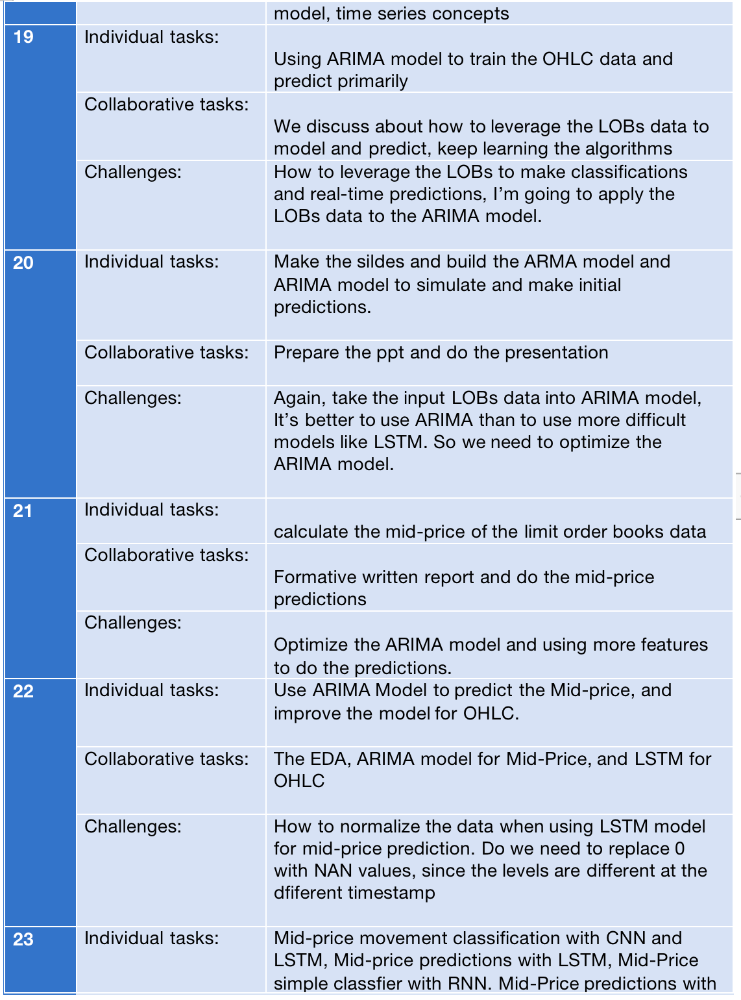 model, time series concepts
19
Individual tasks:
Using ARIMA model to train the OHLC data and
predict primarily
Collaborative tasks:
We discuss about how to leverage the LOBs data to
model and predict, keep learning the algorithms
Challenges:
How to leverage the LOBs to make classifications
and real-time predictions, I’m going to apply the
LOBs data to the ARIMA model.
20
Individual tasks:
Make the sildes and build the ARMA model and
ARIMA model to simulate and make initial
predictions.
Collaborative tasks:
Prepare the ppt and do the presentation
Challenges:
Again, take the input LOBs data into ARIMA model,
It’s better to use ARIMA than to use more difficult
models like LSTM. So we need to optimize the
ARIMA model.
21
Individual tasks:
calculate the mid-price of the limit order books data
Collaborative tasks:
Formative written report and do the mid-price
predictions
Challenges:
Optimize the ARIMA model and using more features
to do the predictions.
22
Individual tasks:
Use ARIMA Model to predict the Mid-price, and
improve the model for OHLC.
Collaborative tasks:
The EDA, ARIMA model for Mid-Price, and LSTM for
OHLC
Challenges:
How to normalize the data when using LSTM model
for mid-price prediction. Do we need to replace 0
with NAN values, since the levels are different at the
dfiferent timestamp
23
Individual tasks:
Mid-price movement classification with CNN and
LSTM, Mid-price predictions with LSTM, Mid-Price
simple classfier with RNN. Mid-Price predictions with